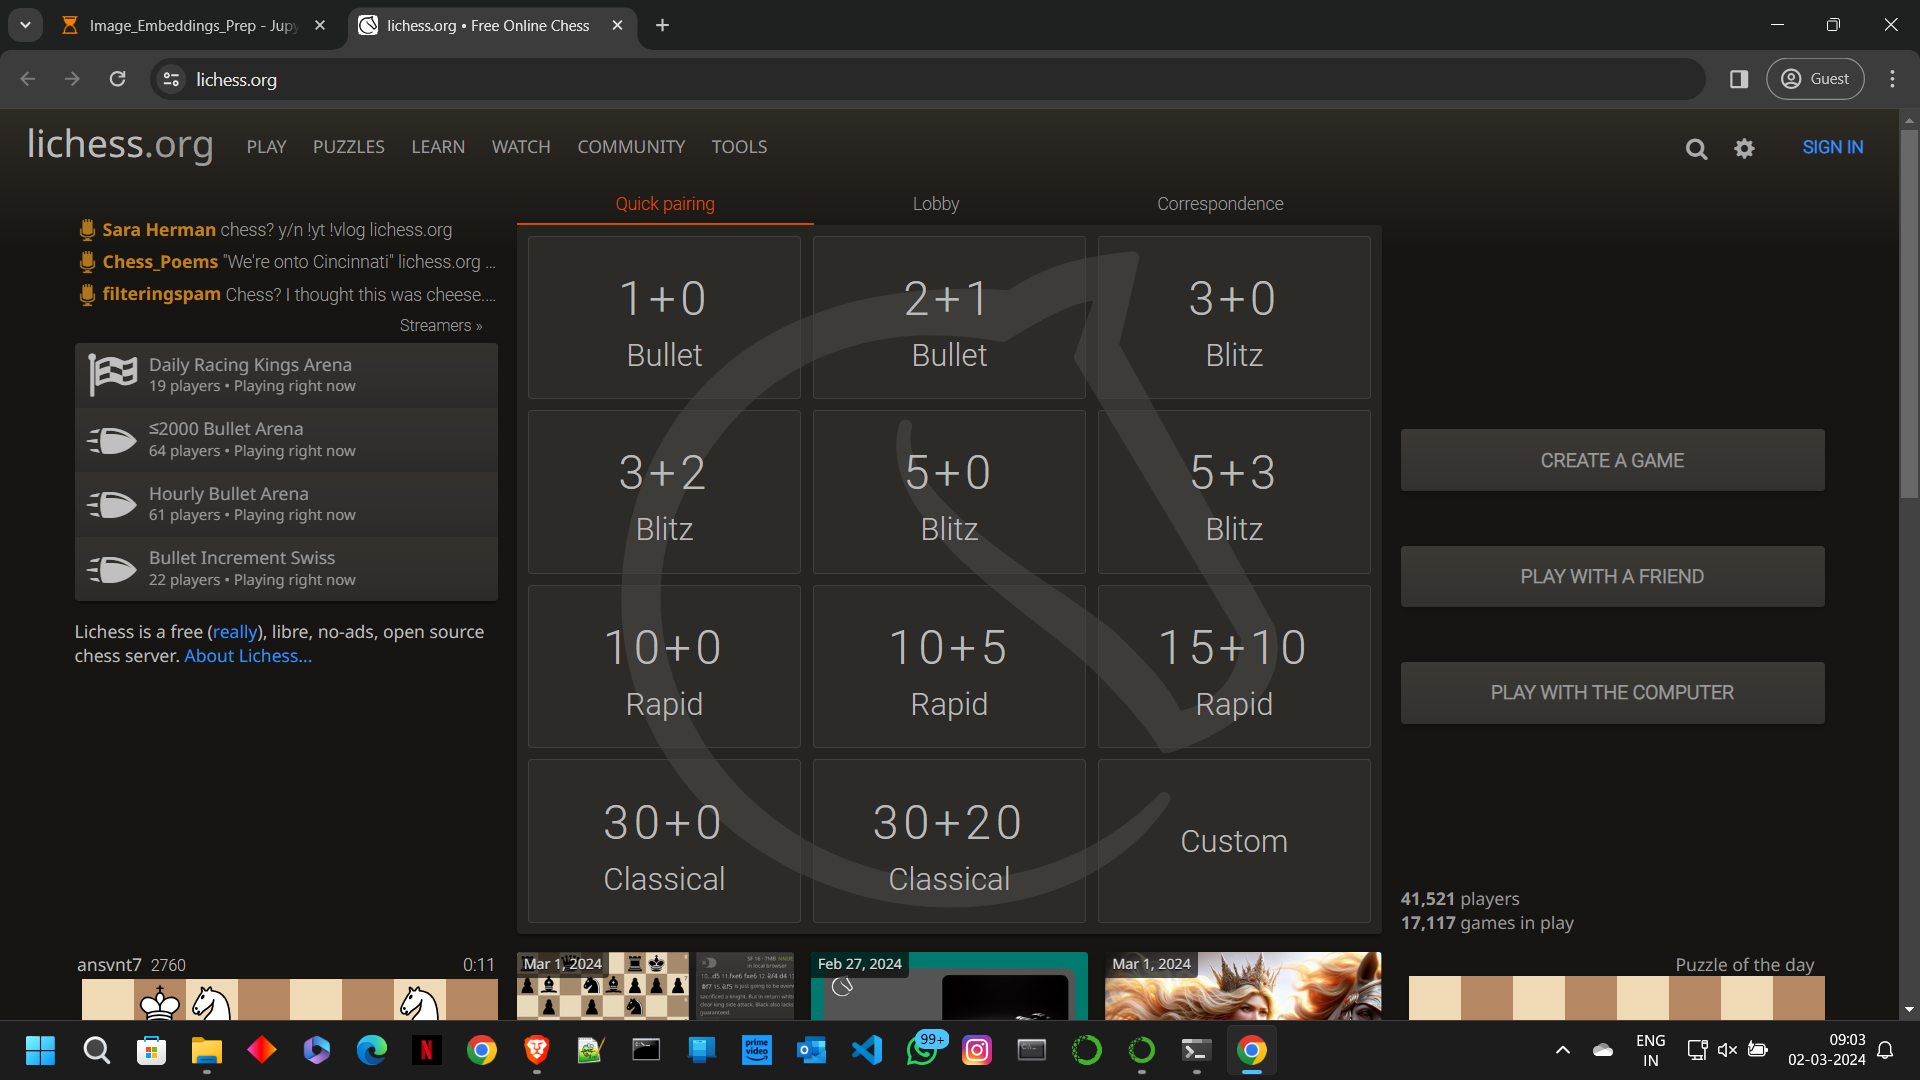 Image_Embeddings_Prep - Jupy
lichess.org • Free Online Chess
lichess.org
Guest
lichess.org
PLAY PUZZLES LEARN WATCH COMMUNITY TOOLS
SIGN IN
Quick pairing Lobby Correspondence
Sara Herman chess? y/n !yt !vlog lichess.org
Chess_Poems "We're onto Cincinnati" lichess.org ...
filteringspam Chess? I thought this was cheese....
Streamers »
Daily Racing Kings Arena
19 players • Playing right now
≤2000 Bullet Arena
64 players • Playing right now
Hourly Bullet Arena
61 players • Playing right now
Bullet Increment Swiss
22 players • Playing right now
Lichess is a free (really), libre, no-ads, open source
chess server. About Lichess...
1+0
Bullet
2+1
Bullet
3+0
Blitz
3+2
Blitz
5+0
Blitz
5+3
Blitz
10+0
Rapid
10+5
Rapid
15+10
Rapid
30+0
Classical
30+20
Classical
Custom
CREATE A GAME
PLAY WITH A FRIEND
PLAY WITH THE COMPUTER
41,521 players
17,117 games in play
ansvnt7 2760 0:11
Mar 1, 2024
Feb 27, 2024
Mar 1, 2024
Puzzle of the day
prime
video
99+
ENG
IN
09:03
02-03-2024